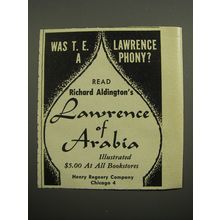 WAS T. E. LAWRENCE
A PHONY?
READ
Richard Aldington's
Lawrence
of
Arabia
Illustrated
$5.00 At All Bookstores
Henry Regnery Company
Chicago 4